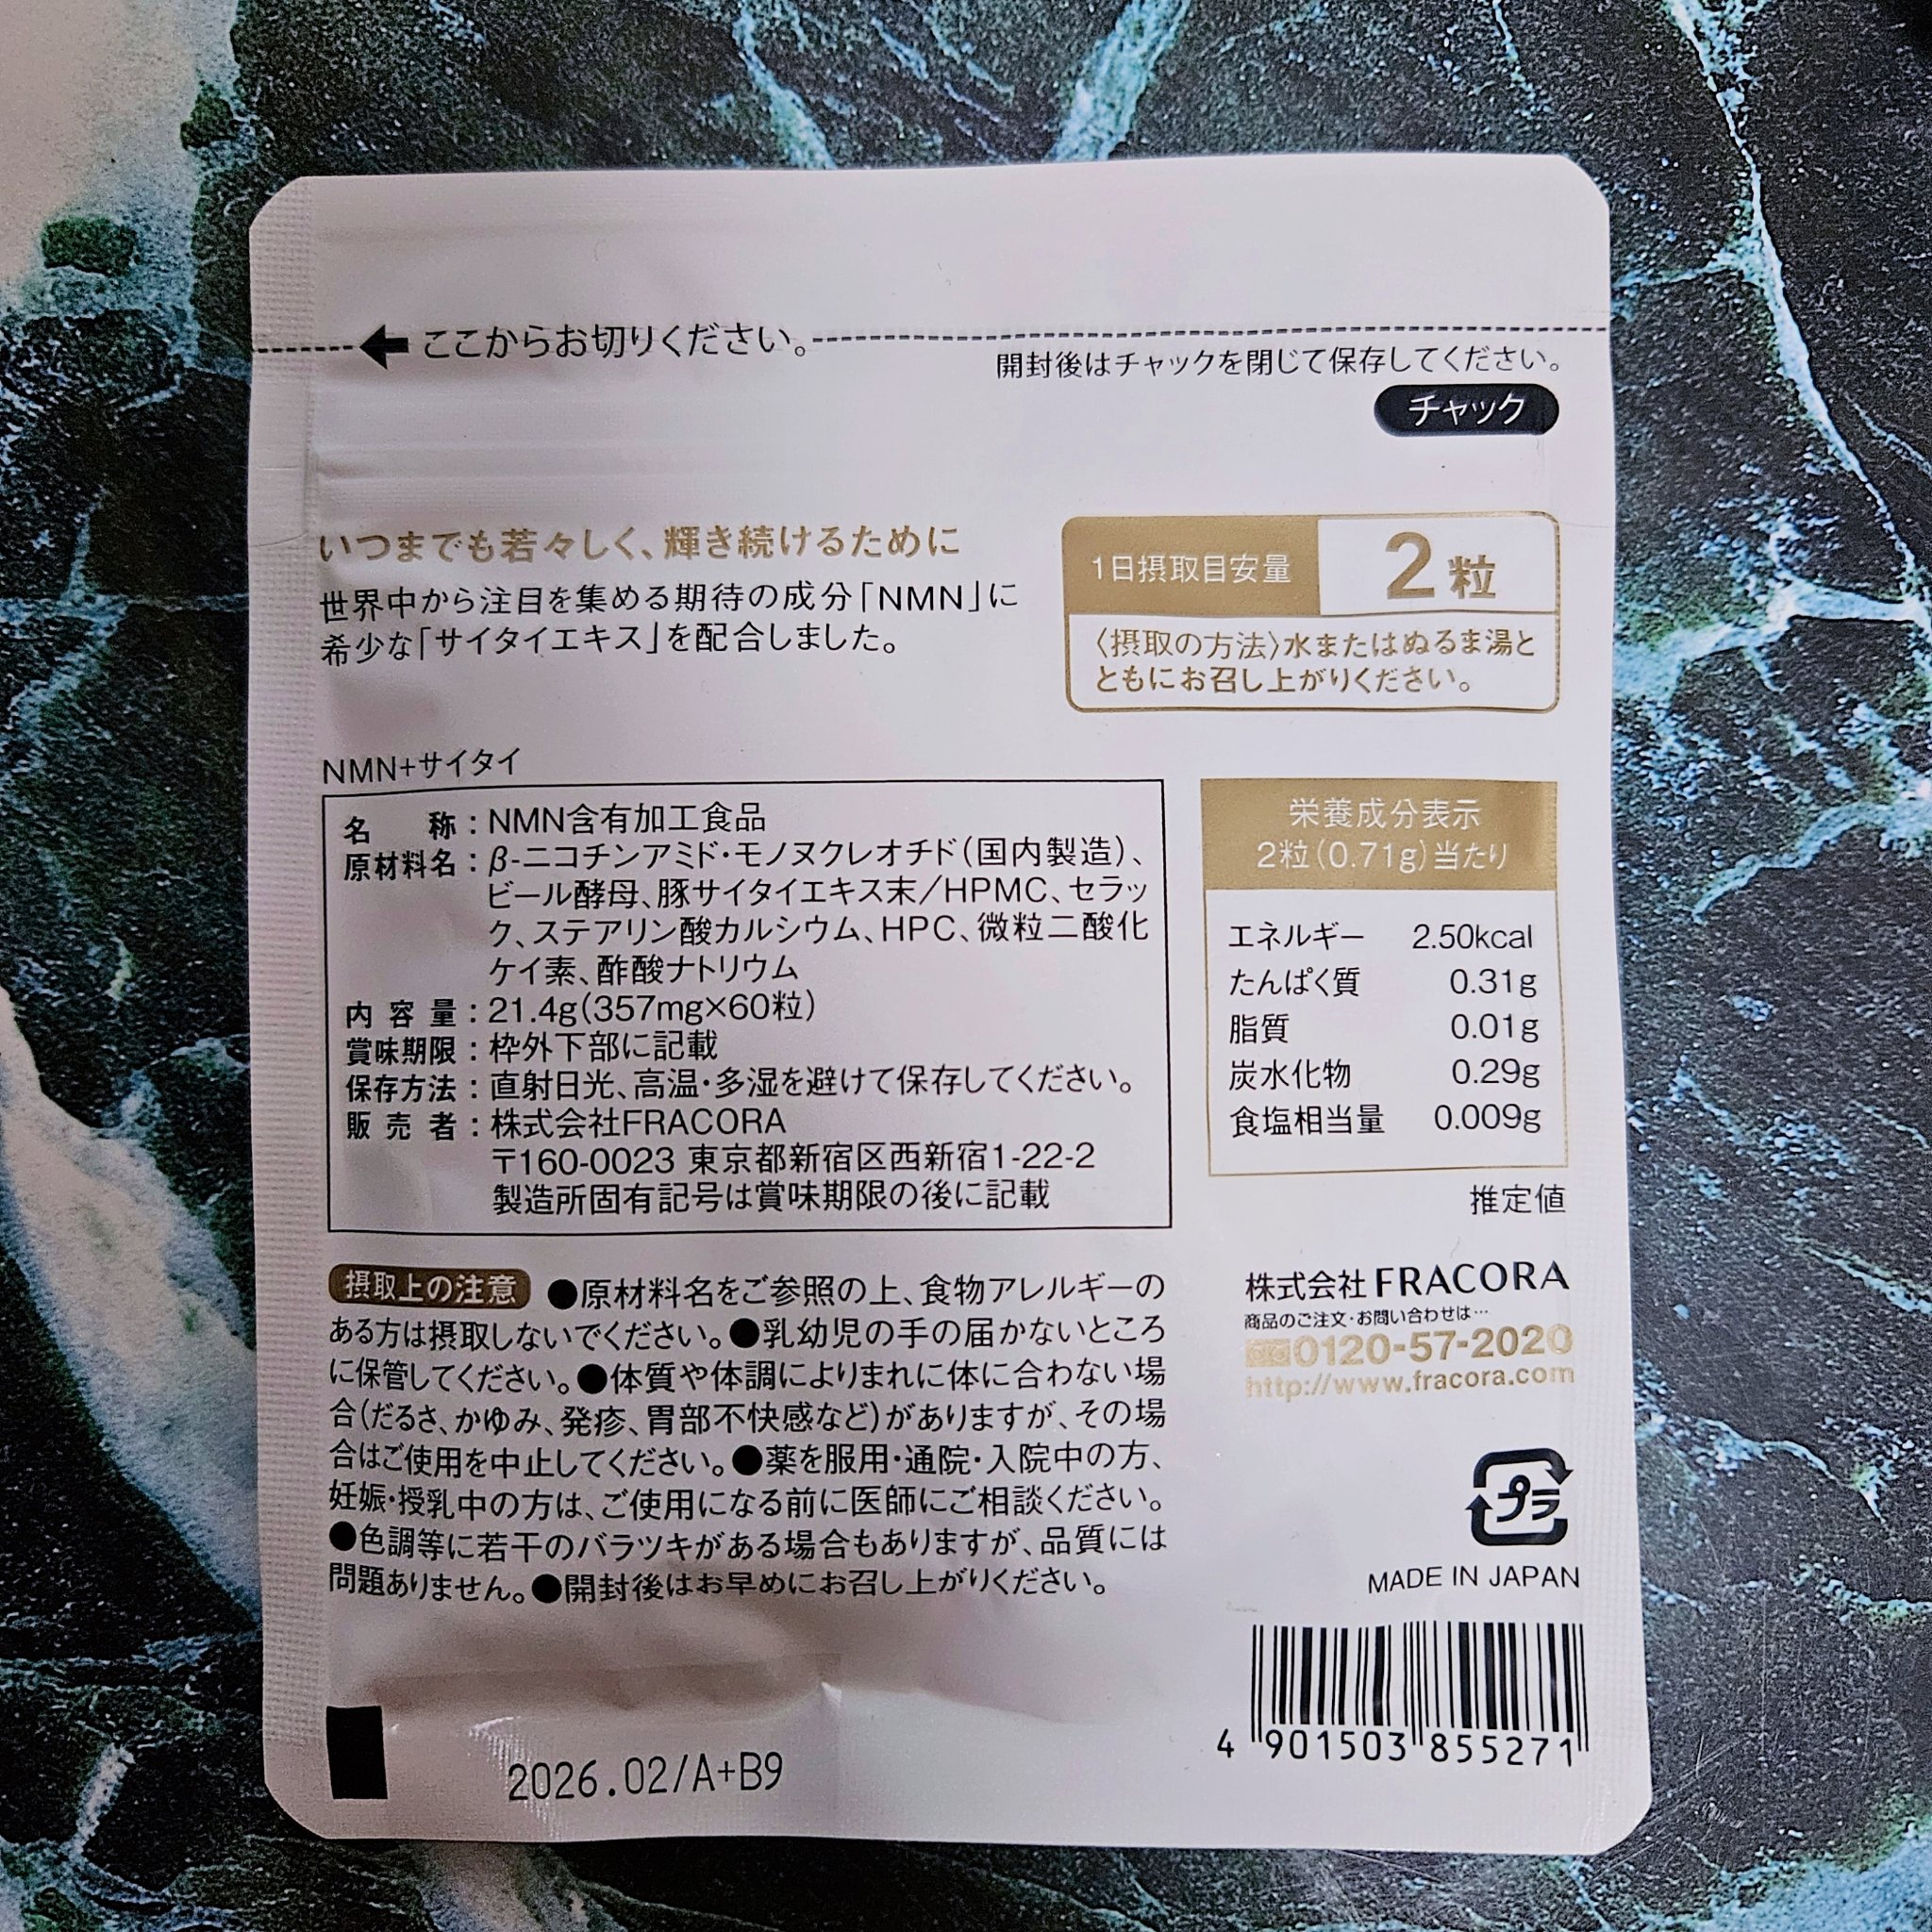 ここからお切りください。
開封後はチャックを閉じて保存してください。
チャック
いつまでも若々しく、輝き続けるために
世界中から注目を集める期待の成分「NMN」に
希少な「サイタイエキス」を配合しました。
1日摂取目安量 2粒
〈摂取の方法〉水またはぬるま湯と
ともにお召し上がりください。
NMN+サイタイ
名　　称：NMN含有加工食品
原材料名：β-ニコチンアミド・モノヌクレオチド（国内製造）、
ビール酵母、豚サイタイエキス末／HPMC、セラッ
ク、ステアリン酸カルシウム、HPC、微粒二酸化
ケイ素、酢酸ナトリウム
内 容 量：21.4g（357mg×60粒）
賞味期限：枠外下部に記載
保存方法：直射日光、高温・多湿を避けて保存してください。
販 売 者：株式会社FRACORA
〒160-0023 東京都新宿区西新宿1-22-2
製造所固有記号は賞味期限の後に記載
栄養成分表示
2粒（0.71g）当たり
エネルギー 2.50kcal
たんぱく質 0.31g
脂質 0.01g
炭水化物 0.29g
食塩相当量 0.009g
推定値
摂取上の注意 ●原材料名をご参照の上、食物アレルギーの
ある方は摂取しないでください。●乳幼児の手の届かないところ
に保管してください。●体質や体調によりまれに体に合わない場
合（だるさ、かゆみ、発疹、胃部不快感など）がありますが、その場
合はご使用を中止してください。●薬を服用・通院・入院中の方、
妊娠・授乳中の方は、ご使用になる前に医師にご相談ください。
●色調等に若干のバラツキがある場合もありますが、品質には
問題ありません。●開封後はお早めにお召し上がりください。
株式会社FRACORA
商品のご注文・お問い合わせは…
0120-57-2020
http://www.fracora.com
プラ
MADE IN JAPAN
4 901503 855271
2026.02/A+B9